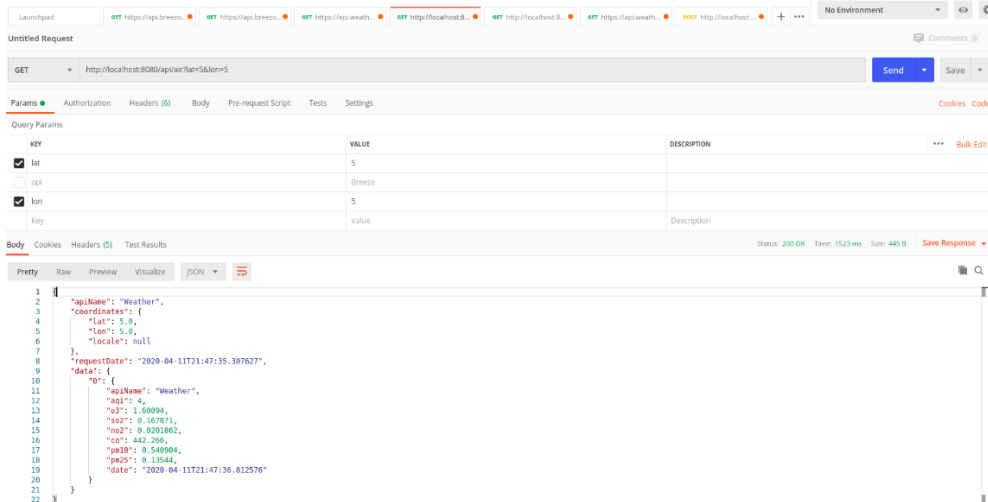 Launchpad GET https://api.breezo... GET https://api.breezo... GET https://api.weath... GET http://localhost:8... GET http://localhost:8... GET https://api.weath... POST http://localhost:... + ••• No Environment
Untitled Request Comments 0
GET http://localhost:8080/api/air?lat=5&lon=5 Send Save
Params Authorization Headers (6) Body Pre-request Script Tests Settings Cookies Code
Query Params
KEY VALUE DESCRIPTION ••• Bulk Edit
lat 5
api Breeze
lon 5
Key Value Description
Body Cookies Headers (5) Test Results Status: 200 OK Time: 1523 ms Size: 445 B Save Response
Pretty Raw Preview Visualize JSON
1 {
2 "apiName": "Weather",
3 "coordinates": {
4 "lat": 5.0,
5 "lon": 5.0,
6 "locale": null
7 },
8 "requestDate": "2020-04-11T21:47:35.307627",
9 "data": {
10 "0": {
11 "apiName": "Weather",
12 "aqi": 4,
13 "o3": 1.60094,
14 "so2": 0.167871,
15 "no2": 0.0201862,
16 "co": 442.266,
17 "pm10": 0.540904,
18 "pm25": 0.13544,
19 "date": "2020-04-11T21:47:36.812576"
20 }
21 }
22 }